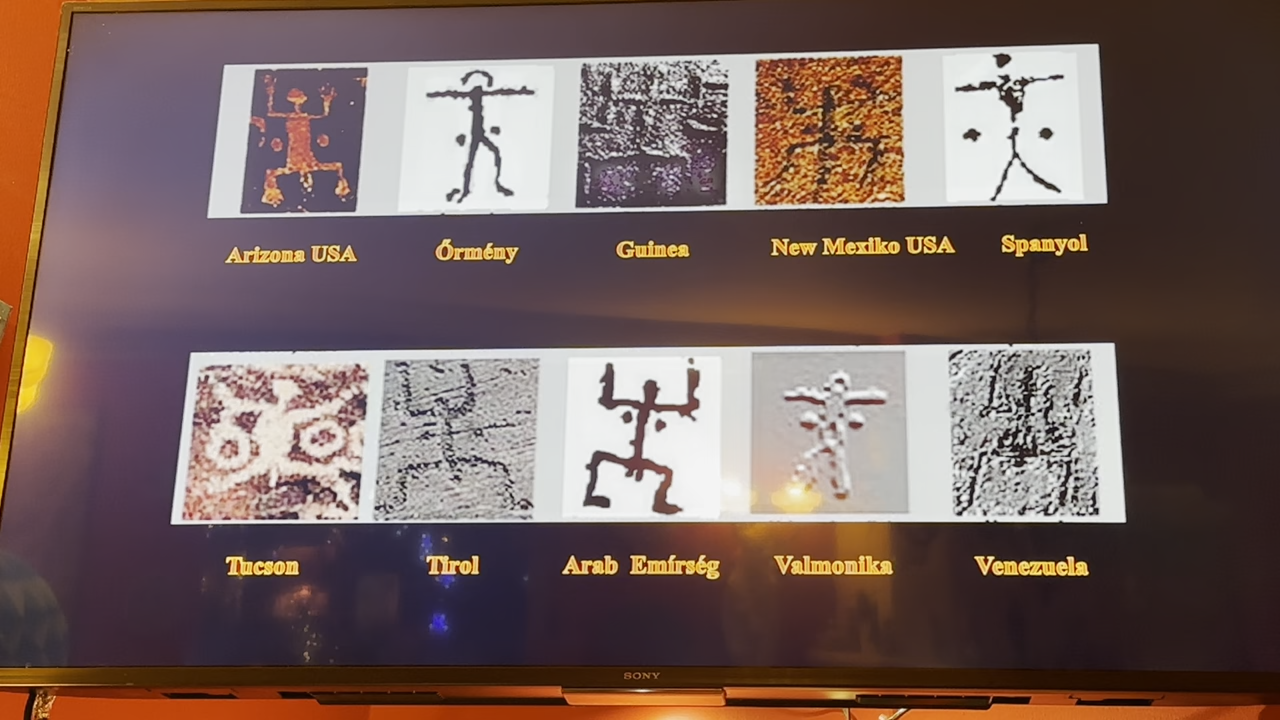 Arizona USA
Őrmény
Guinea
New Mexiko USA
Spanyol
Tucson
Tirol
Arab Emírség
Valmonika
Venezuela
SONY